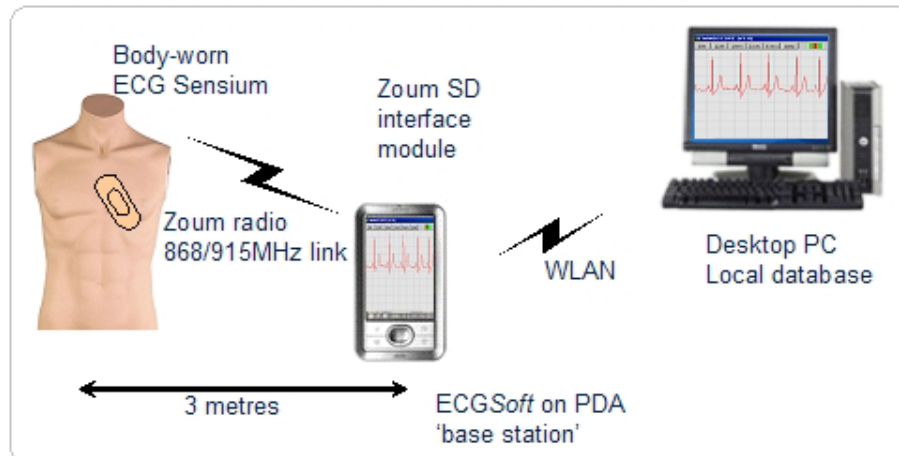 Body-worn
ECG Sensium
Zoum SD
interface
module
Zoum radio
868/915MHz link
WLAN
Desktop PC
Local database
3 metres
ECGSoft on PDA
‘base station’